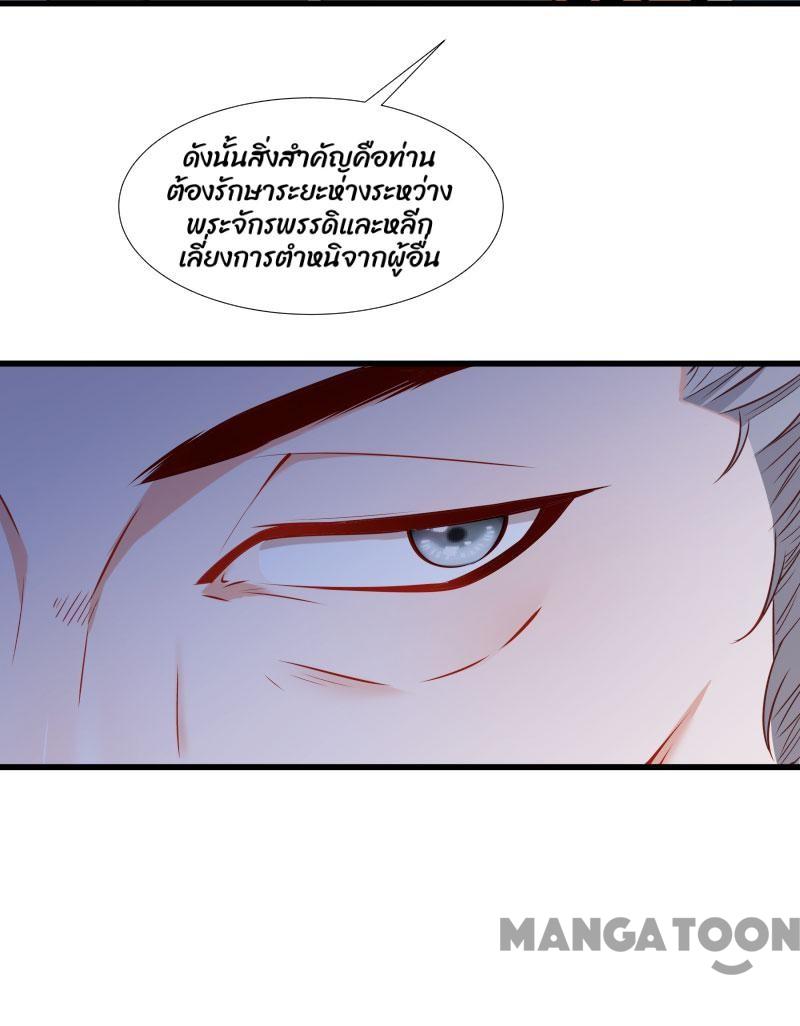 ดังนั้นสิ่งสำคัญคือท่าน
ต้องรักษาระยะห่างระหว่าง
พระจักรพรรดิและหลีก
เลี่ยงการตำหนิจากผู้อื่น
MANGATOON